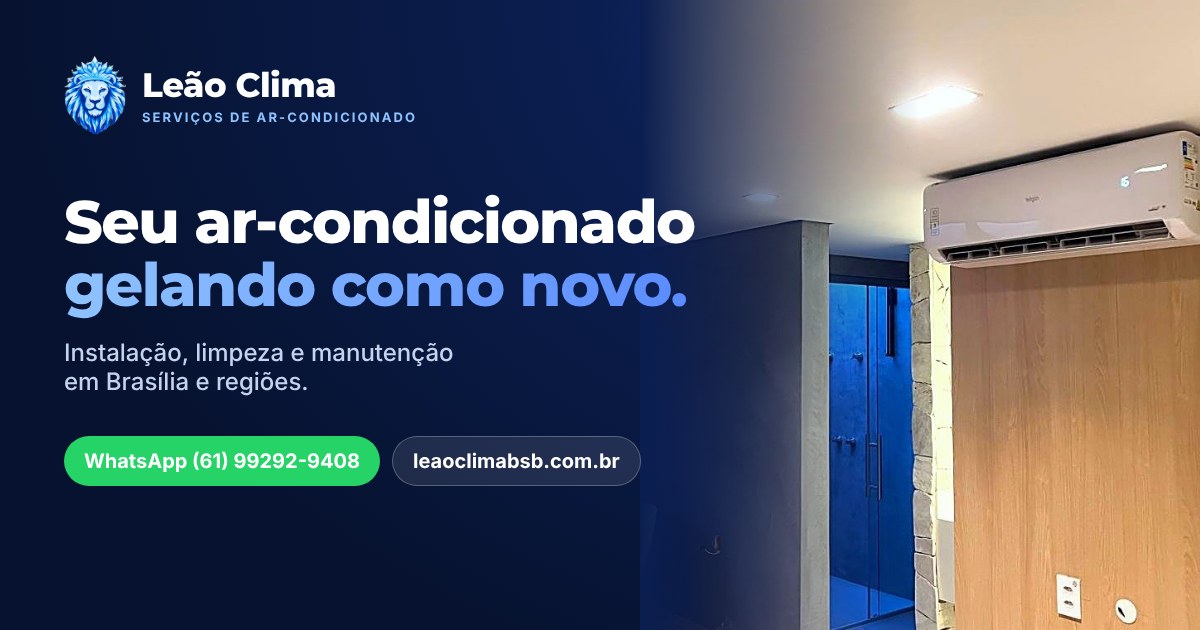 Leão Clima
SERVIÇOS DE AR-CONDICIONADO
Seu ar-condicionado
gelando como novo.
Instalação, limpeza e manutenção
em Brasília e regiões.
WhatsApp (61) 99292-9408
leaoclimabsb.com.br